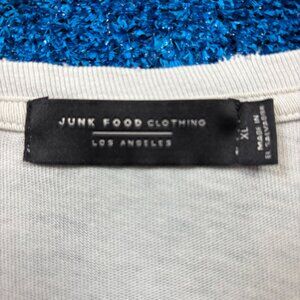 JUNK FOOD CLOTHING
LOS ANGELES
XL
MADE IN
EL SALVADOR